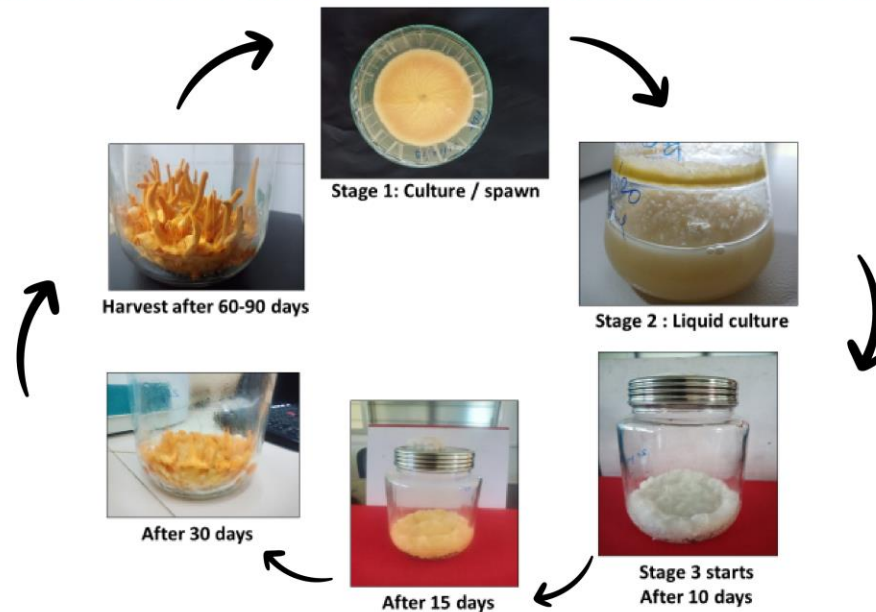 Stage 1: Culture / spawn
Stage 2 : Liquid culture
Stage 3 starts
After 10 days
After 15 days
After 30 days
Harvest after 60-90 days